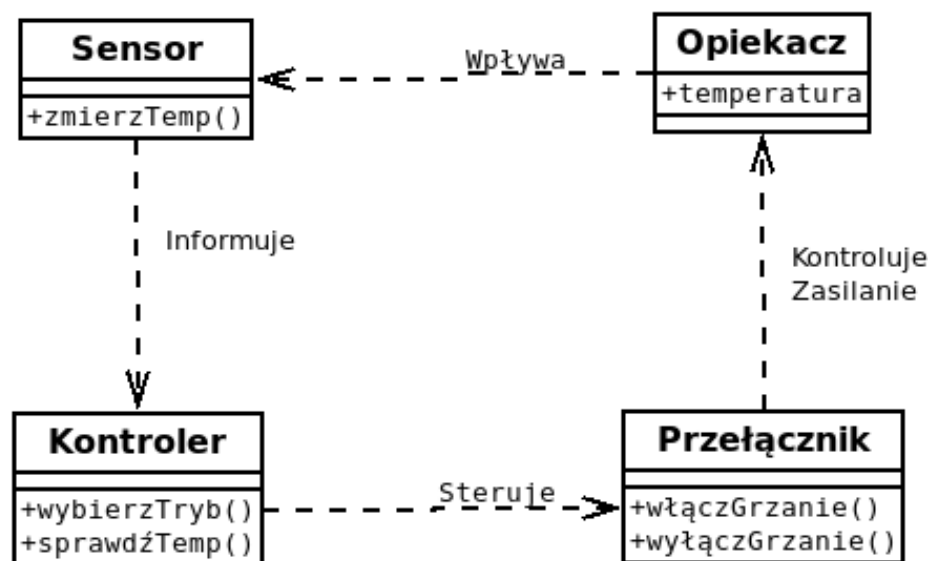 Sensor
+zmierzTemp()
Wpływa
Opiekacz
+temperatura
Informuje
Kontroluje
Zasilanie
Kontroler
+wybierzTryb()
+sprawdźTemp()
Steruje
Przełącznik
+włączGrzanie()
+wyłączGrzanie()